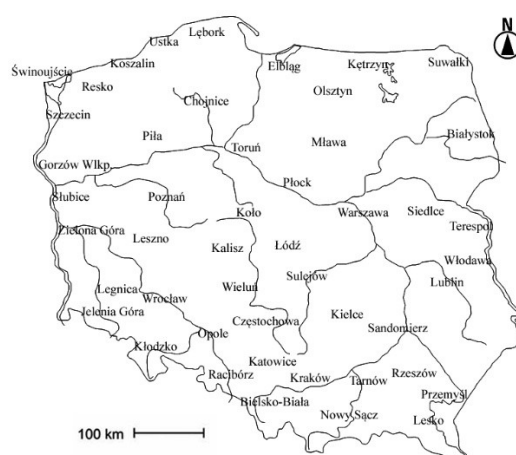 N
Lębork
Ustka
Koszalin
Elbląg
Kętrzyn
Suwałki
Świnoujście
Resko
Olsztyn
Chojnice
Szczecin
Białystok
Piła
Toruń
Mława
Gorzów Wlkp.
Płock
Słubice
Poznań
Koło
Warszawa
Siedlce
Terespol
Zielona Góra
Leszno
Kalisz
Łódź
Włodawa
Sulejów
Lublin
Legnica
Wrocław
Wieluń
Jelenia Góra
Częstochowa
Kielce
Sandomierz
Opole
Kłodzko
Katowice
Racibórz
Kraków
Tarnów
Rzeszów
Bielsko-Biała
Przemyśl
Nowy Sącz
Lesko
100 km